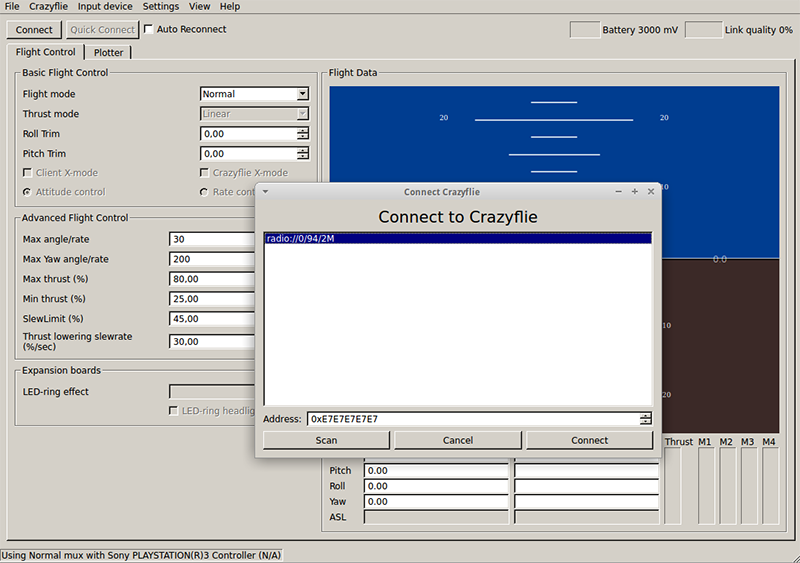 File Crazyflie Input device Settings View Help
Connect Quick Connect Auto Reconnect Battery 3000 mV Link quality 0%
Flight Control Plotter
Basic Flight Control
Flight mode Normal
Thrust mode Linear
Roll Trim 0,00
Pitch Trim 0,00
Client X-mode Crazyflie X-mode
Attitude control Rate
Advanced Flight Control
Max angle/rate 30
Max Yaw angle/rate 200
Max thrust (%) 80,00
Min thrust (%) 25,00
SlewLimit (%) 45,00
Thrust lowering slewrate
(%/sec) 30,00
Expansion boards
LED-ring effect
LED-ring
Flight Data
20 20
10
0.0
10
20
Connect Crazyflie
Connect to Crazyflie
radio://0/94/2M
Address: 0xE7E7E7E7E7
Scan Cancel Connect
Thrust M1 M2 M3 M4
Pitch 0.00
Roll 0.00
Yaw 0.00
ASL
Using Normal mux with Sony PLAYSTATION(R)3 Controller (N/A)